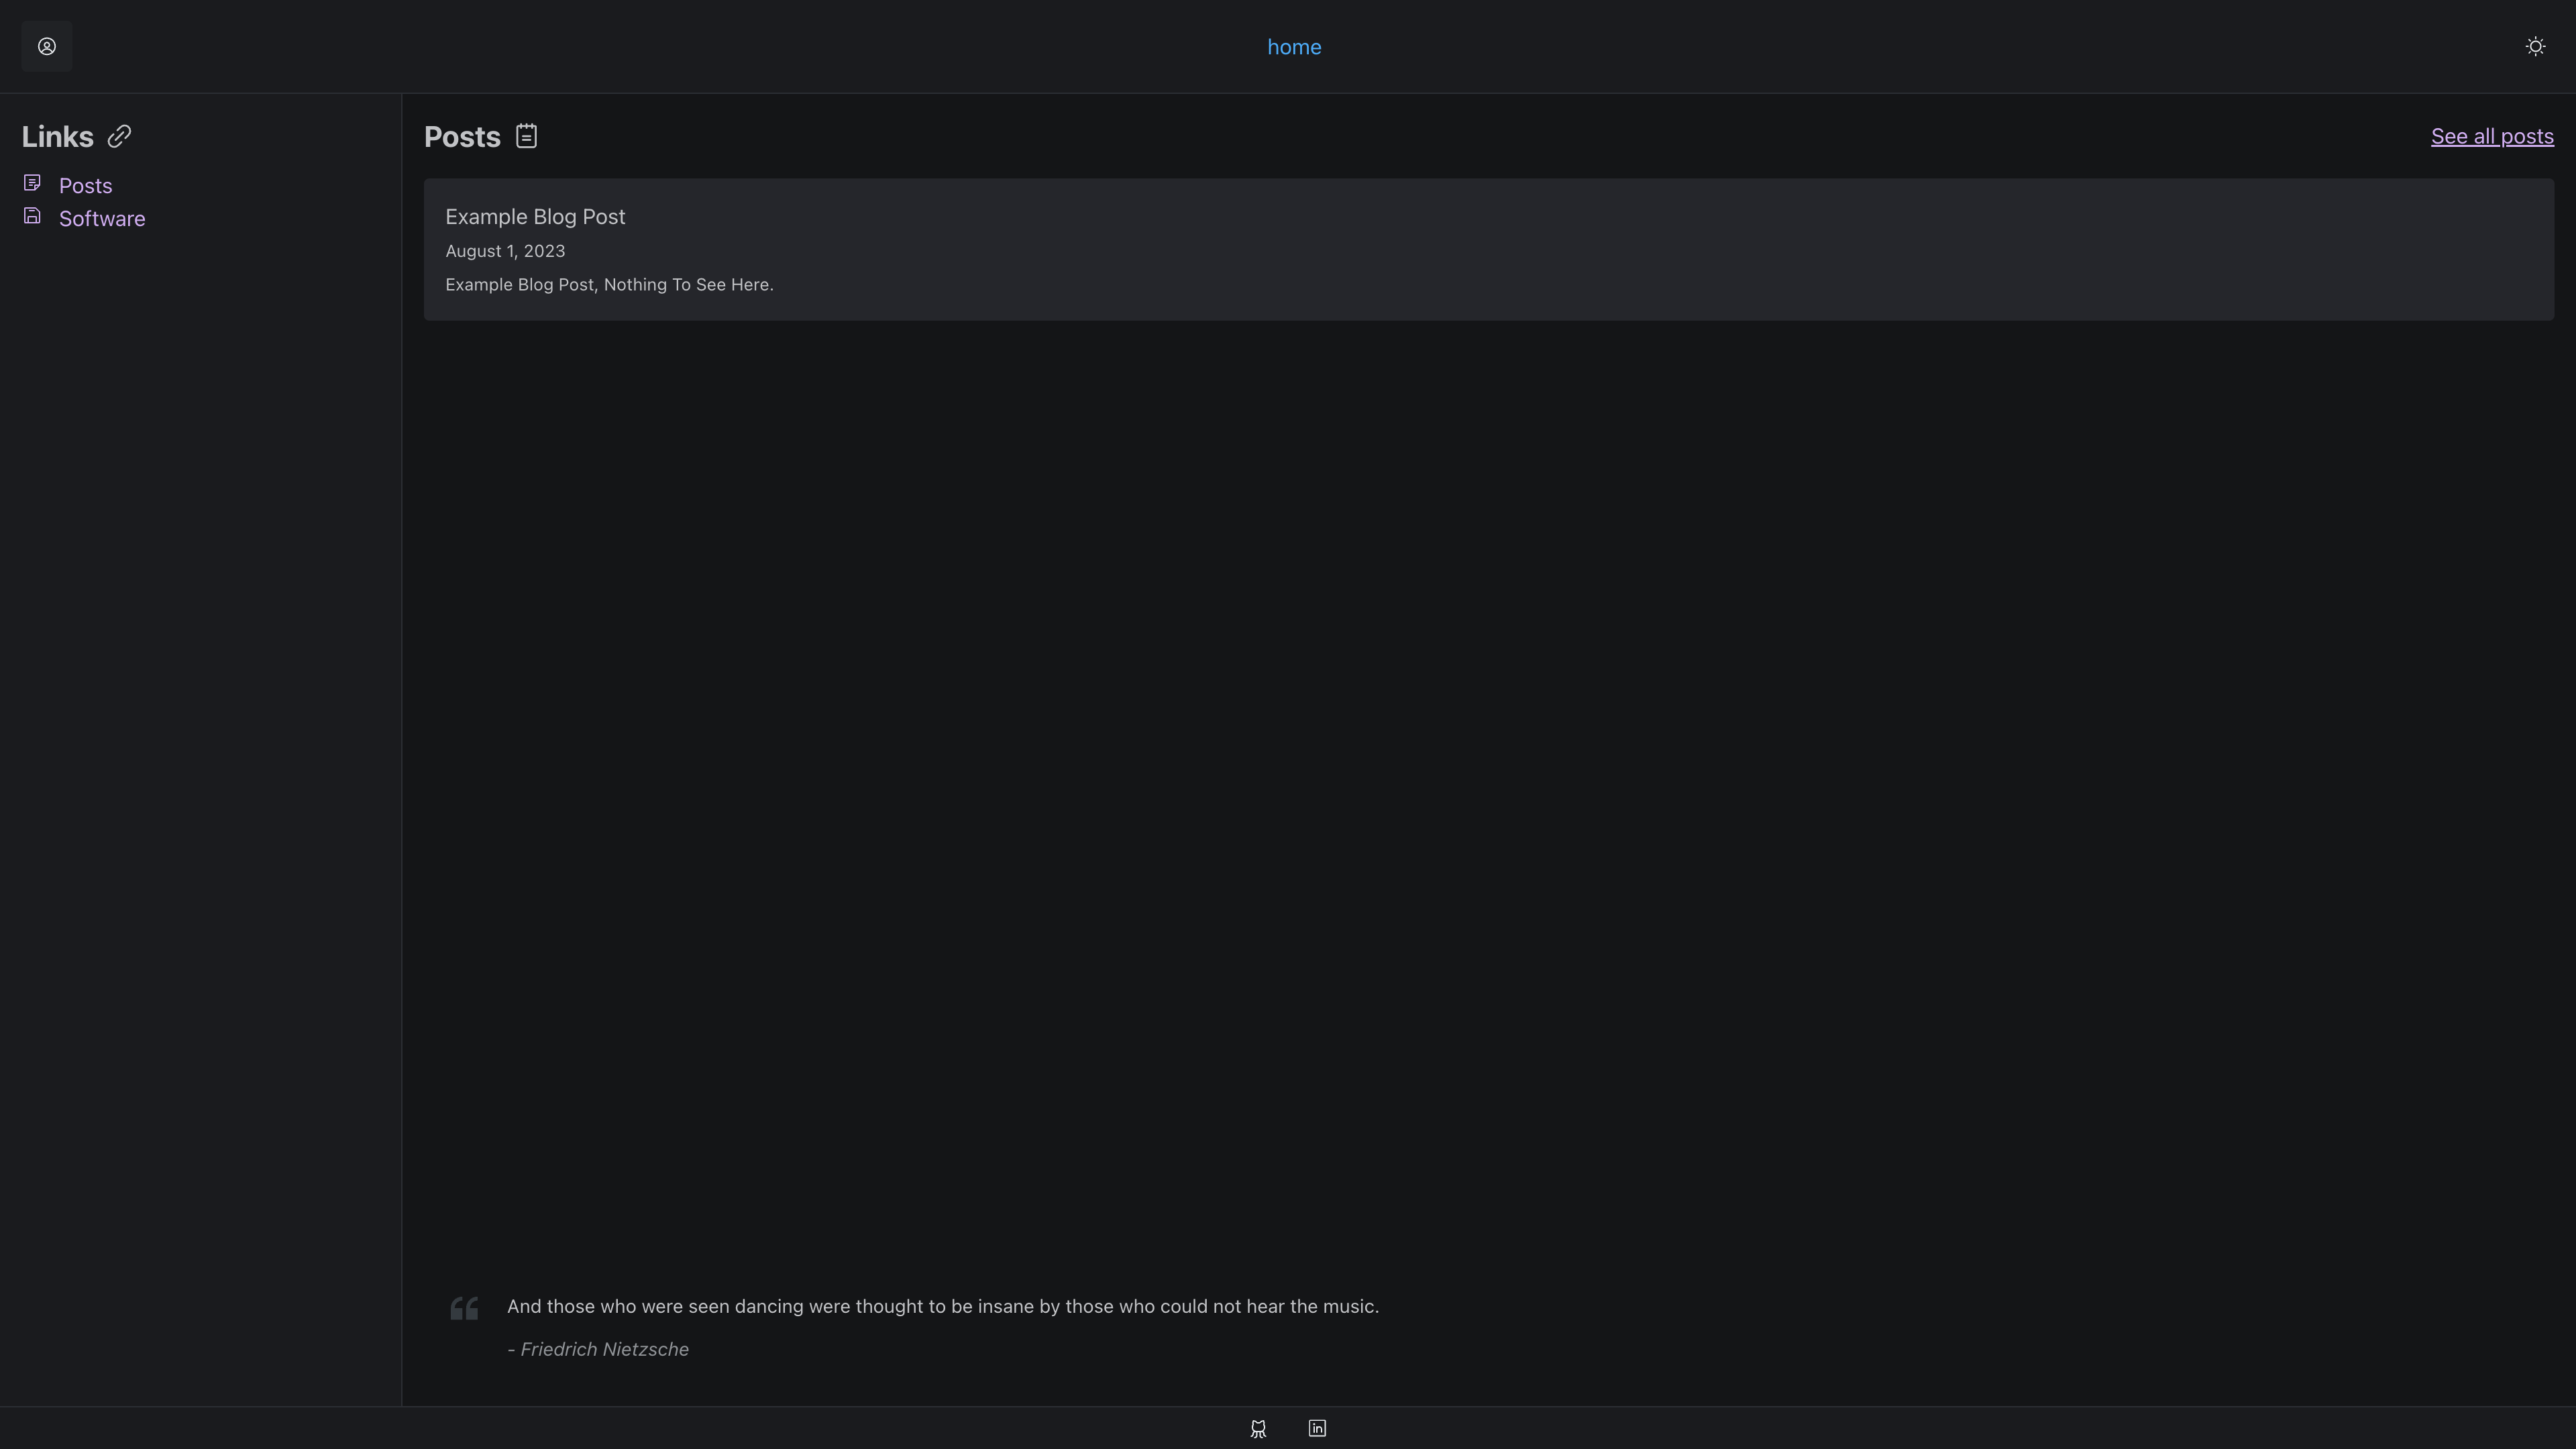 home
Links
Posts
Software
Posts
See all posts
Example Blog Post
August 1, 2023
Example Blog Post, Nothing To See Here.
And those who were seen dancing were thought to be insane by those who could not hear the music.
- Friedrich Nietzsche
in